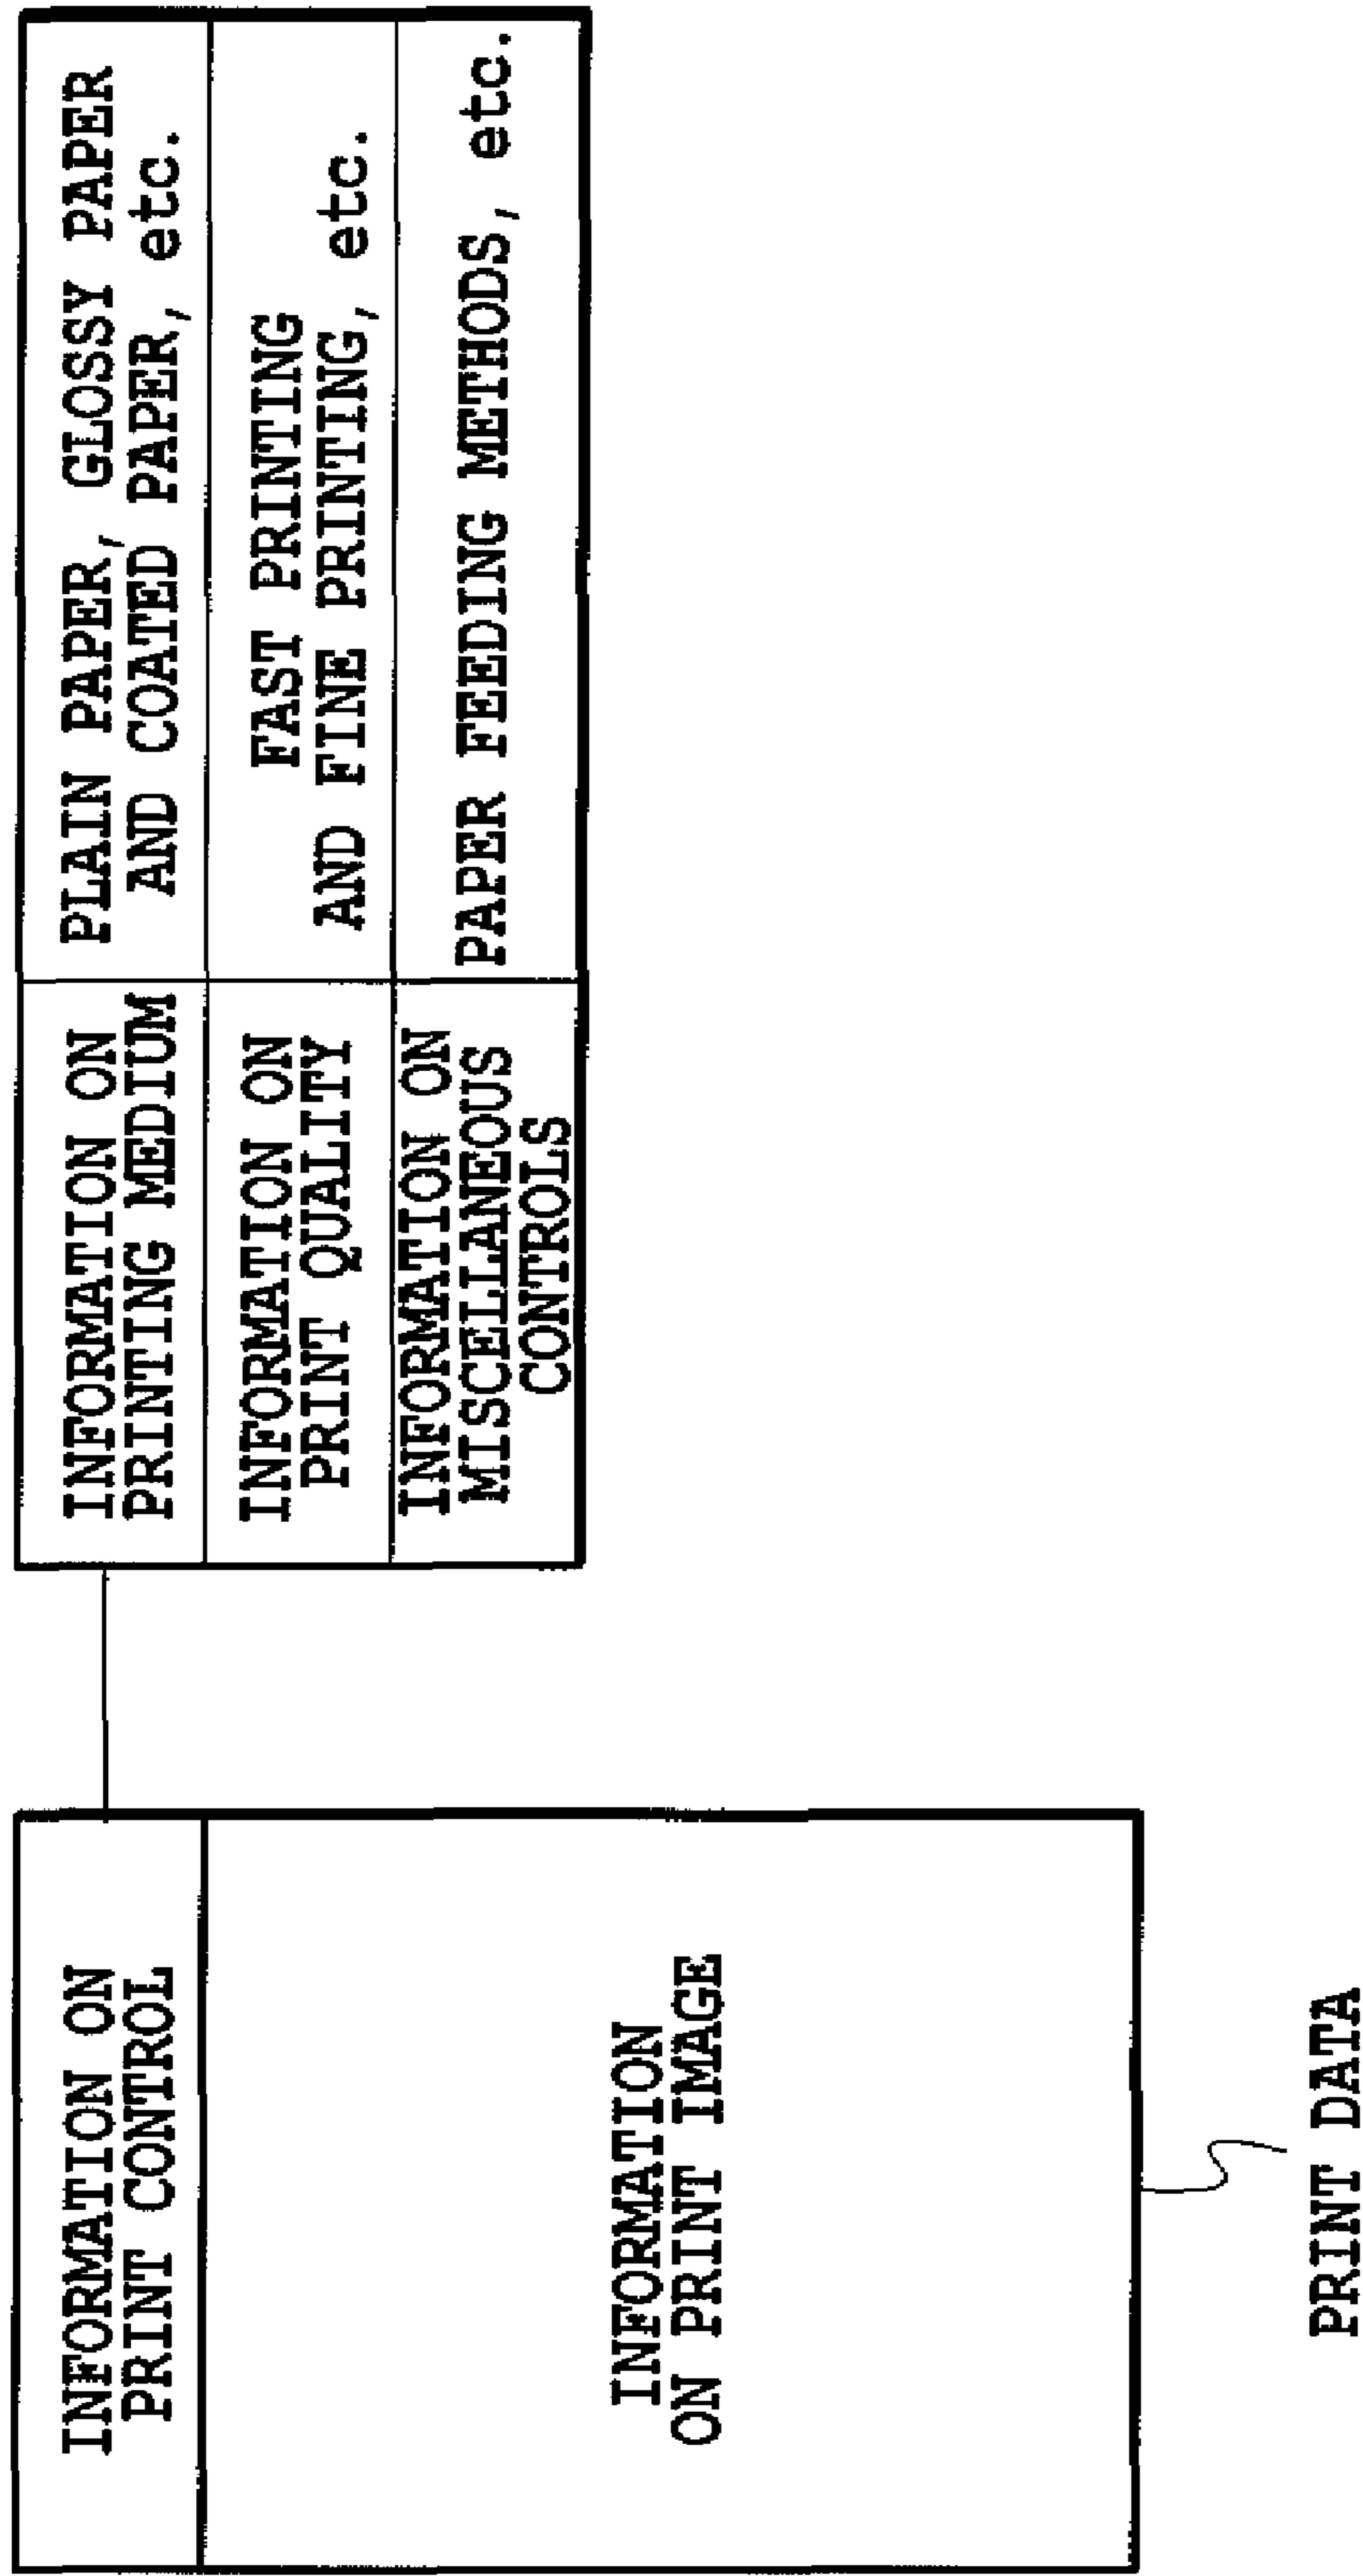 INFORMATION ON
PRINT CONTROL
INFORMATION
ON PRINT IMAGE
PRINT DATA
INFORMATION ON
PRINTING MEDIUM
PLAIN PAPER, GLOSSY PAPER
AND COATED PAPER, etc.
INFORMATION ON
PRINT QUALITY
FAST PRINTING
AND FINE PRINTING, etc.
INFORMATION ON
MISCELLANEOUS
CONTROLS
PAPER FEEDING METHODS, etc.